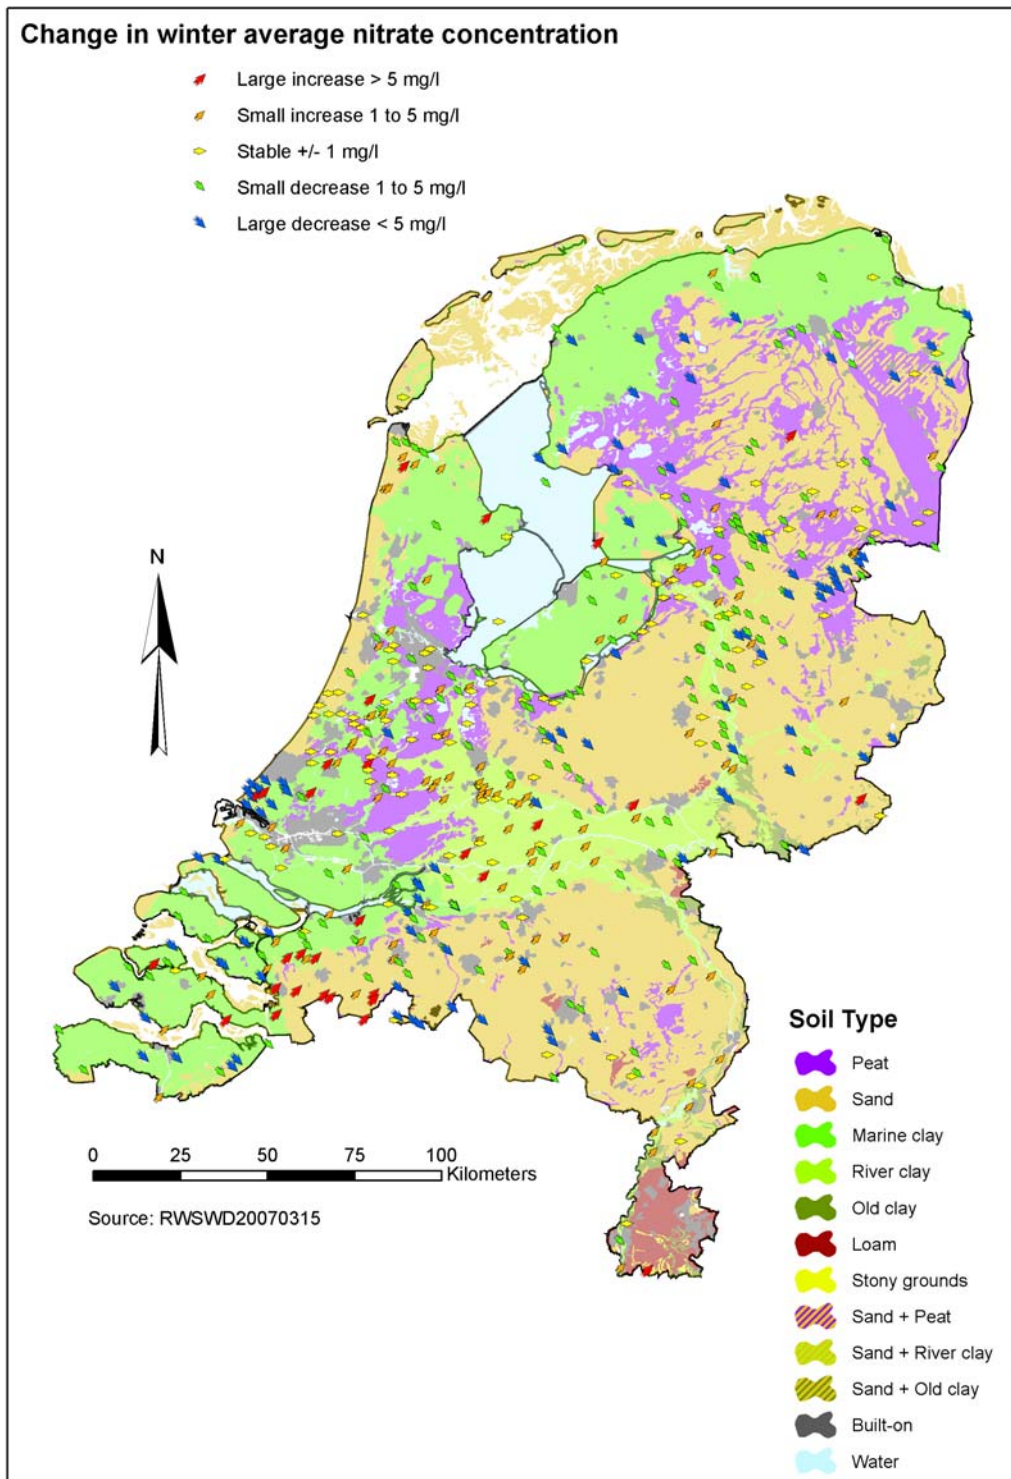 Change in winter average nitrate concentration
Large increase > 5 mg/l
Small increase 1 to 5 mg/l
Stable +/- 1 mg/l
Small decrease 1 to 5 mg/l
Large decrease < 5 mg/l
N
0 25 50 75 100
Kilometers
Source: RWSWD20070315
Soil Type
Peat
Sand
Marine clay
River clay
Old clay
Loam
Stony grounds
Sand + Peat
Sand + River clay
Sand + Old clay
Built-on
Water